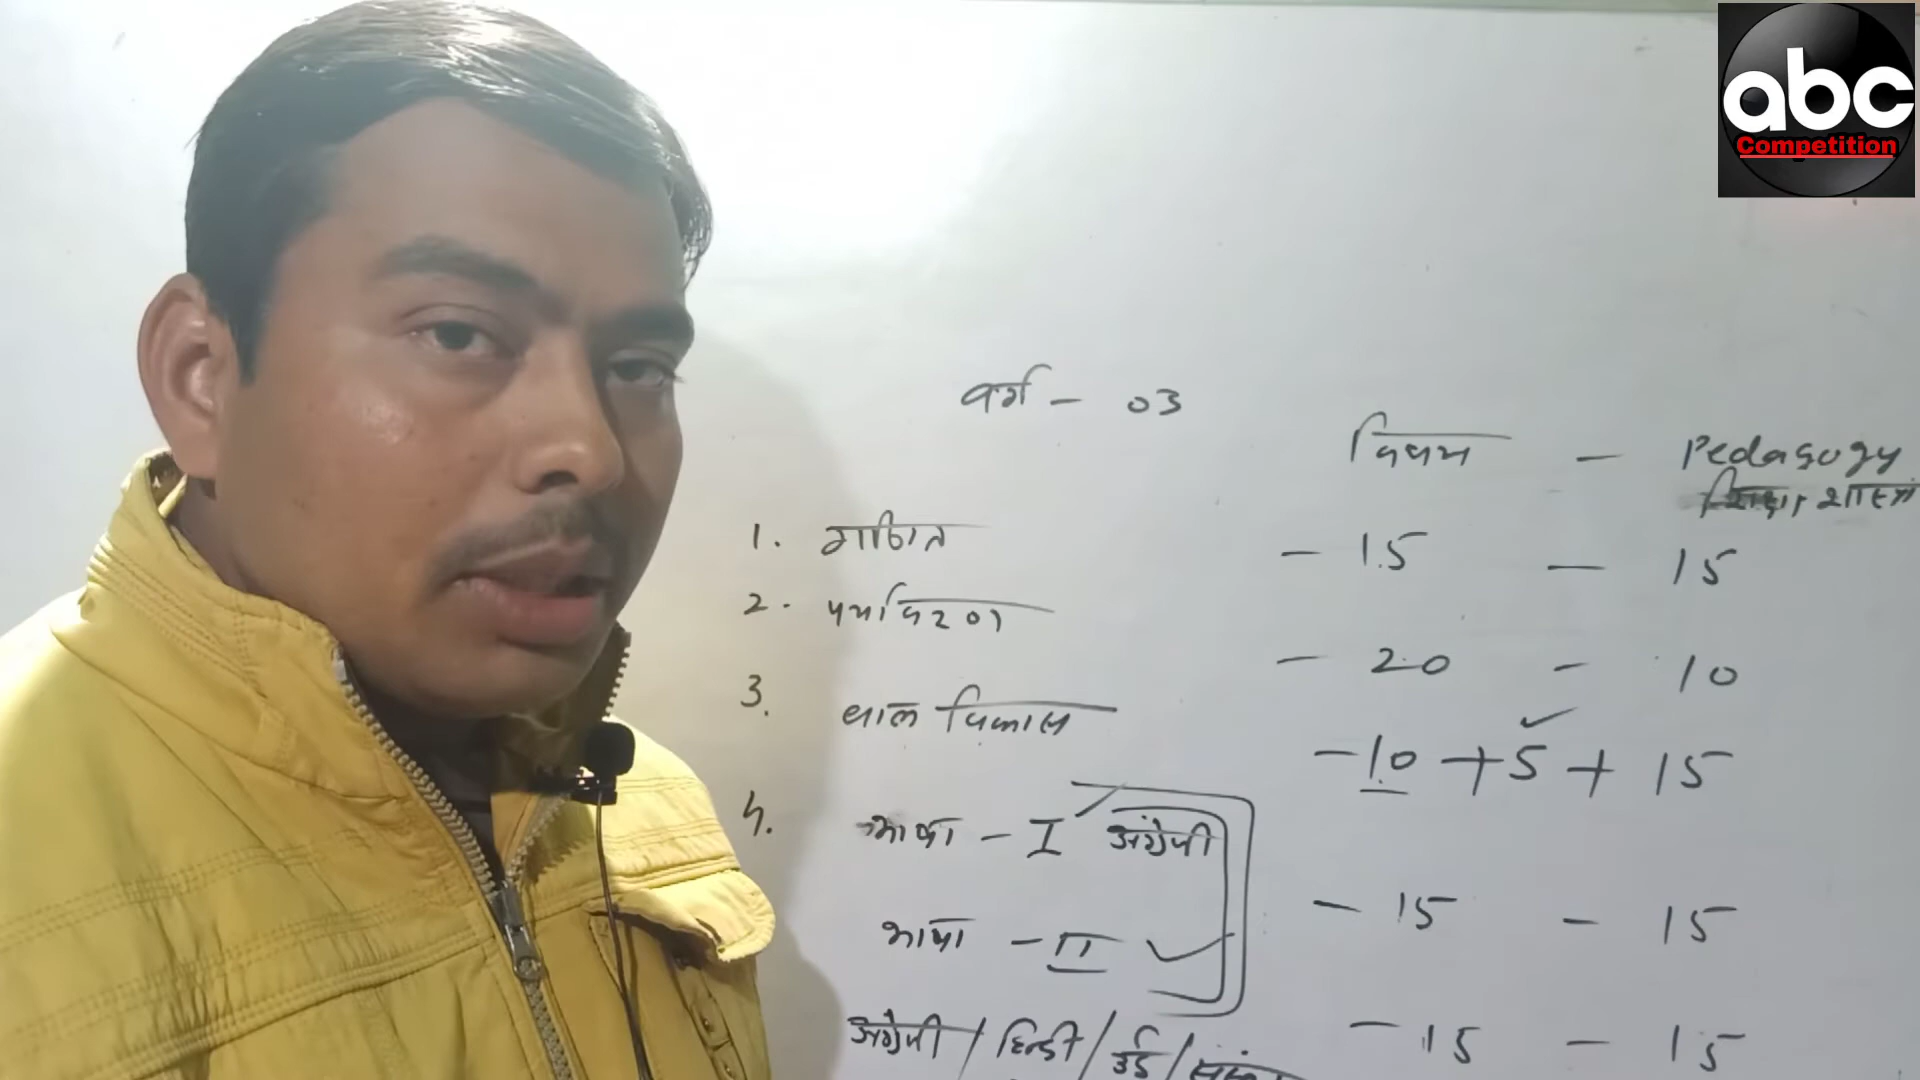 abc
Competition
वर्ग - 03
विषय - Pedagogy
शिक्षा शास्त्र
1. गणित - 15 - 15
2. पर्यावरण - 20 - 10
3. बाल विकास - 10 + 5 + 15
4. भाषा - I अंग्रेजी - 15 - 15
भाषा - II
अंग्रेजी / हिन्दी / उर्दू / - 15 - 15